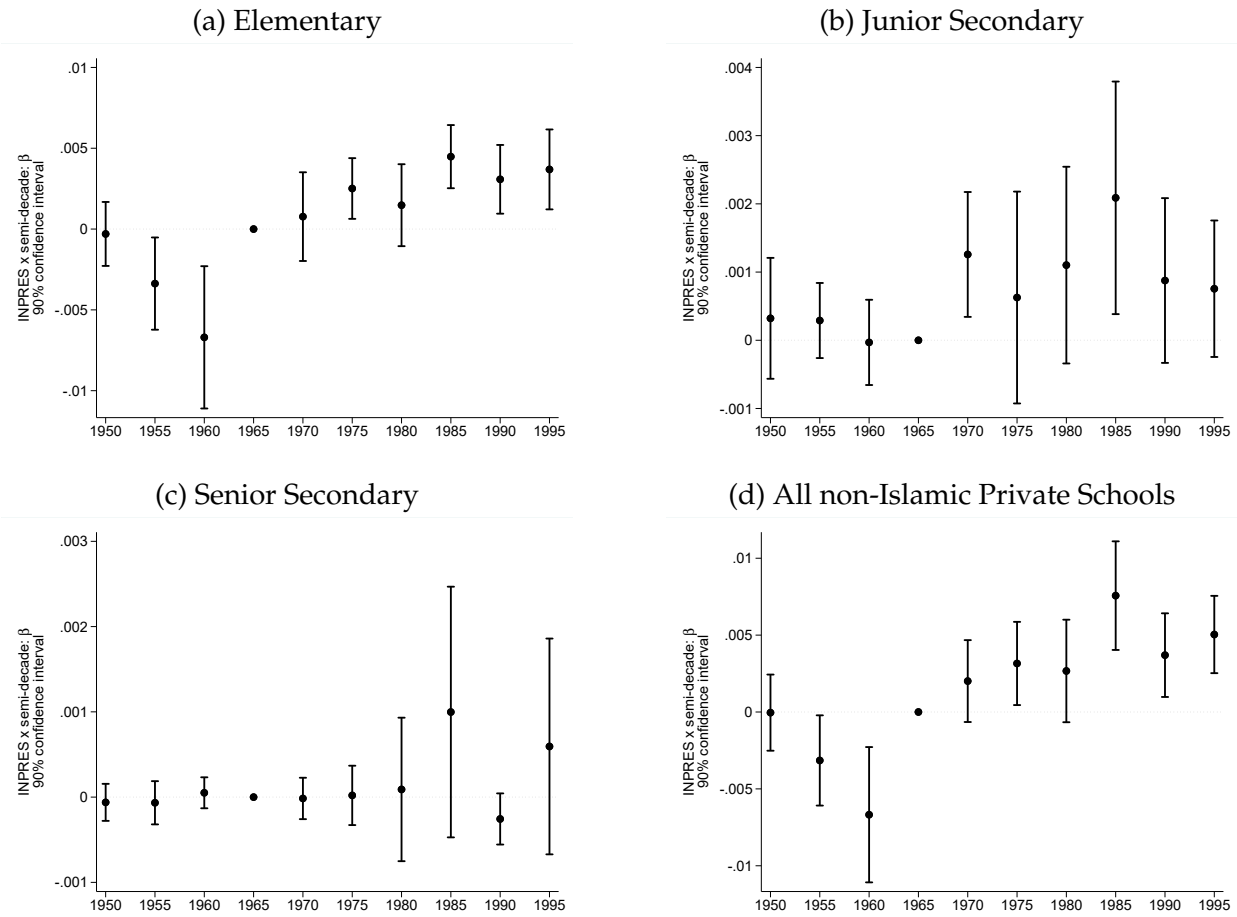 (a) Elementary
.01
.005
0
-.005
-.01
INPRES x semi-decade: β
90% confidence interval
1950 1955 1960 1965 1970 1975 1980 1985 1990 1995
(b) Junior Secondary
.004
.003
.002
.001
0
-.001
INPRES x semi-decade: β
90% confidence interval
1950 1955 1960 1965 1970 1975 1980 1985 1990 1995
(c) Senior Secondary
.003
.002
.001
0
-.001
INPRES x semi-decade: β
90% confidence interval
1950 1955 1960 1965 1970 1975 1980 1985 1990 1995
(d) All non-Islamic Private Schools
.01
.005
0
-.005
-.01
INPRES x semi-decade: β
90% confidence interval
1950 1955 1960 1965 1970 1975 1980 1985 1990 1995